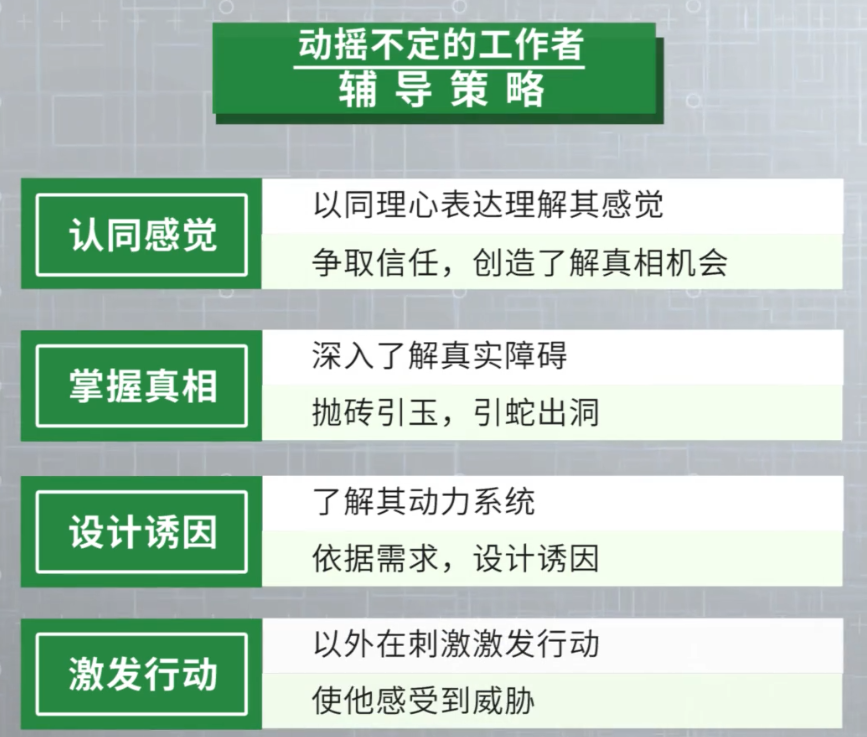 动摇不定的工作者
辅导策略
认同感觉
以同理心表达理解其感觉
争取信任，创造了解真相机会
掌握真相
深入了解真实障碍
抛砖引玉，引蛇出洞
设计诱因
了解其动力系统
依据需求，设计诱因
激发行动
以外在刺激激发行动
使他感受到威胁